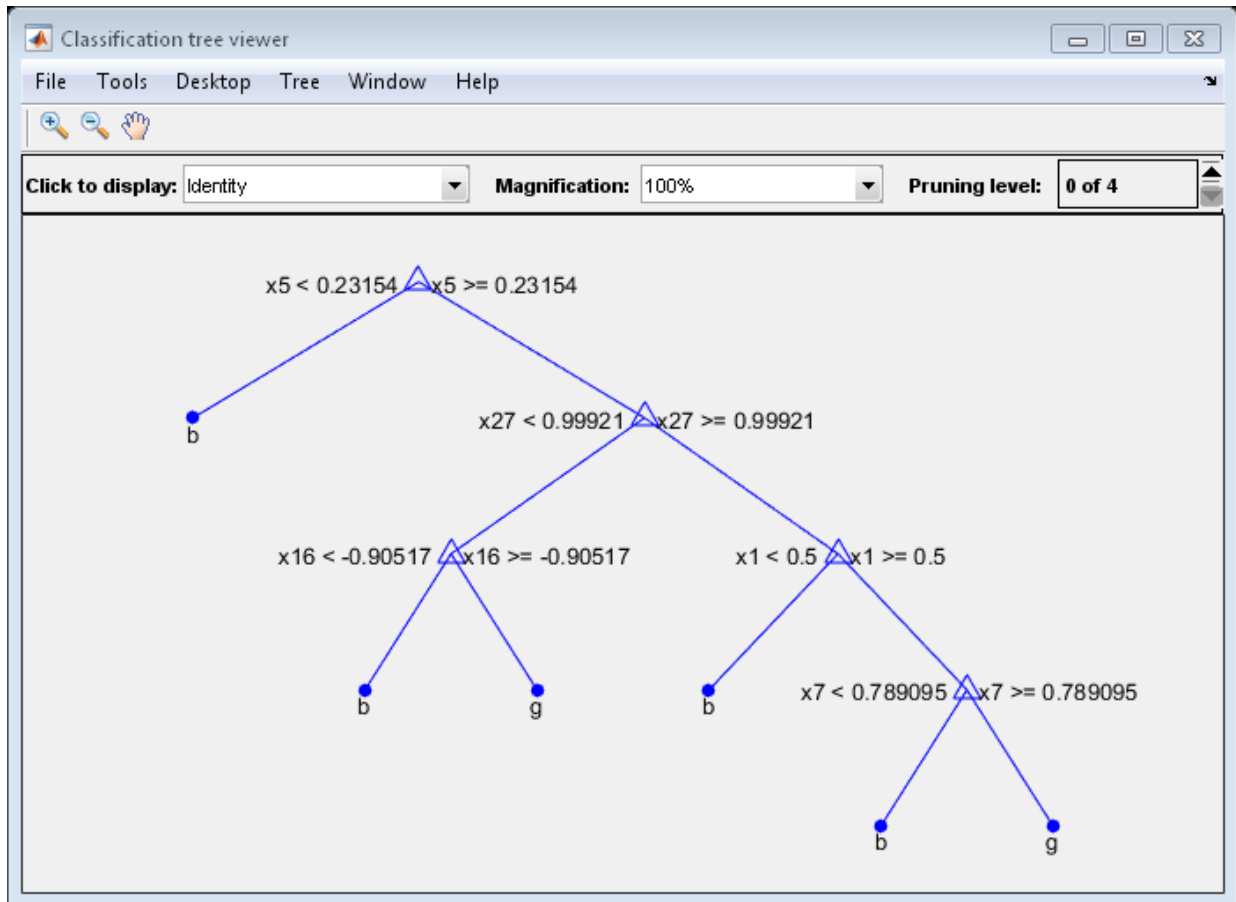 Classification tree viewer
File Tools Desktop Tree Window Help
Click to display: Identity Magnification: 100% Pruning level: 0 of 4
x5 < 0.23154 x5 >= 0.23154
b
x27 < 0.99921 x27 >= 0.99921
x16 < -0.90517 x16 >= -0.90517 x1 < 0.5 x1 >= 0.5
b g b x7 < 0.789095 x7 >= 0.789095
b g